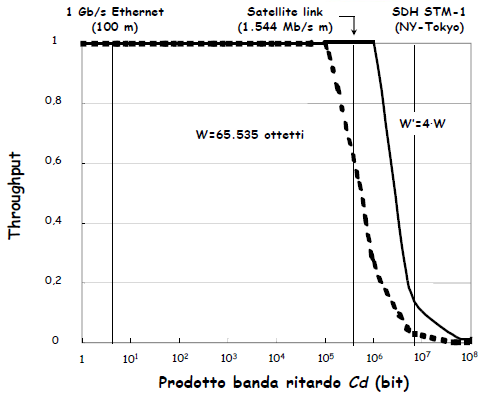 1 Gb/s Ethernet
(100 m)
Satellite link
(1.544 Mb/s m)
SDH STM-1
(NY-Tokyo)
1
0,8
0,6
0,4
0,2
0
Throughput
W=65.535 ottetti
W'=4·W
1
10¹
10²
10³
10⁴
10⁵
10⁶
10⁷
10⁸
Prodotto banda ritardo Cd (bit)